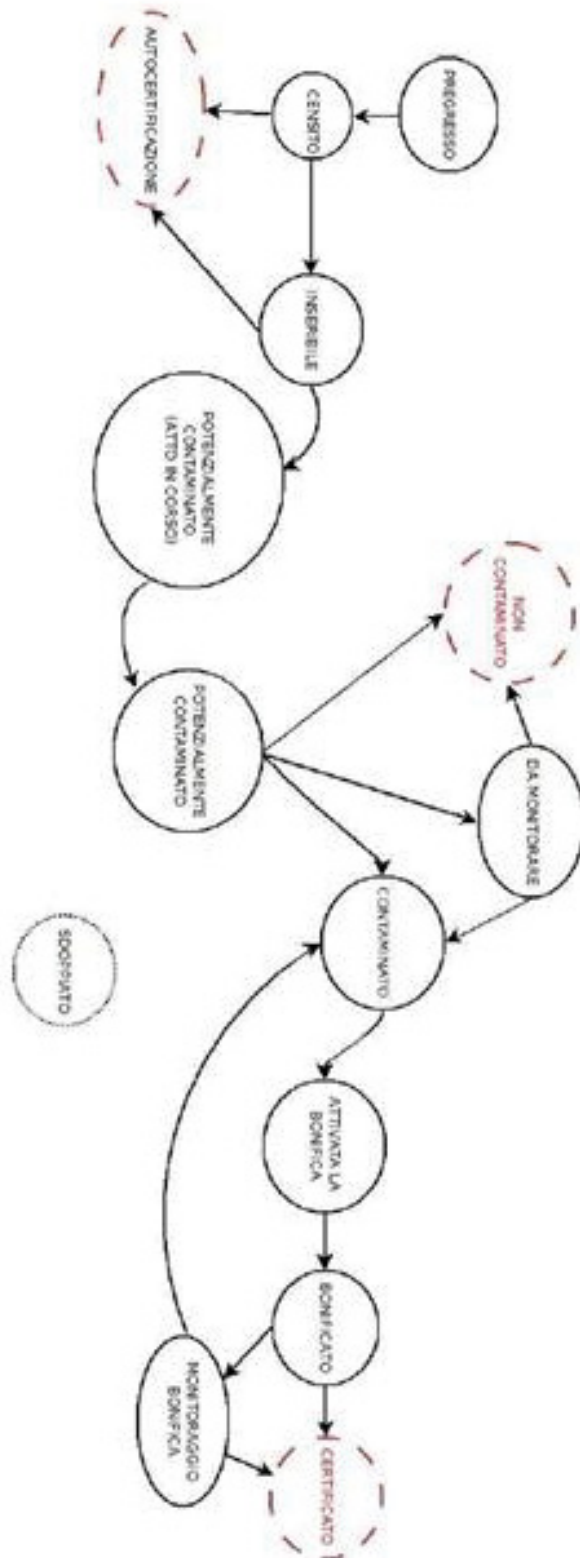 PREGRESSO
CENSITO
AUTOCERTIFICAZIONE
INSERIBILE
POTENZIALMENTE
CONTAMINATO
(ATTO IN CORSO)
POTENZIALMENTE
CONTAMINATO
NON
CONTAMINATO
DA MONITORARE
CONTAMINATO
SDOPPIATO
ATTIVATA LA
BONIFICA
BONIFICATO
MONITORAGGIO
BONIFICA
CERTIFICATO